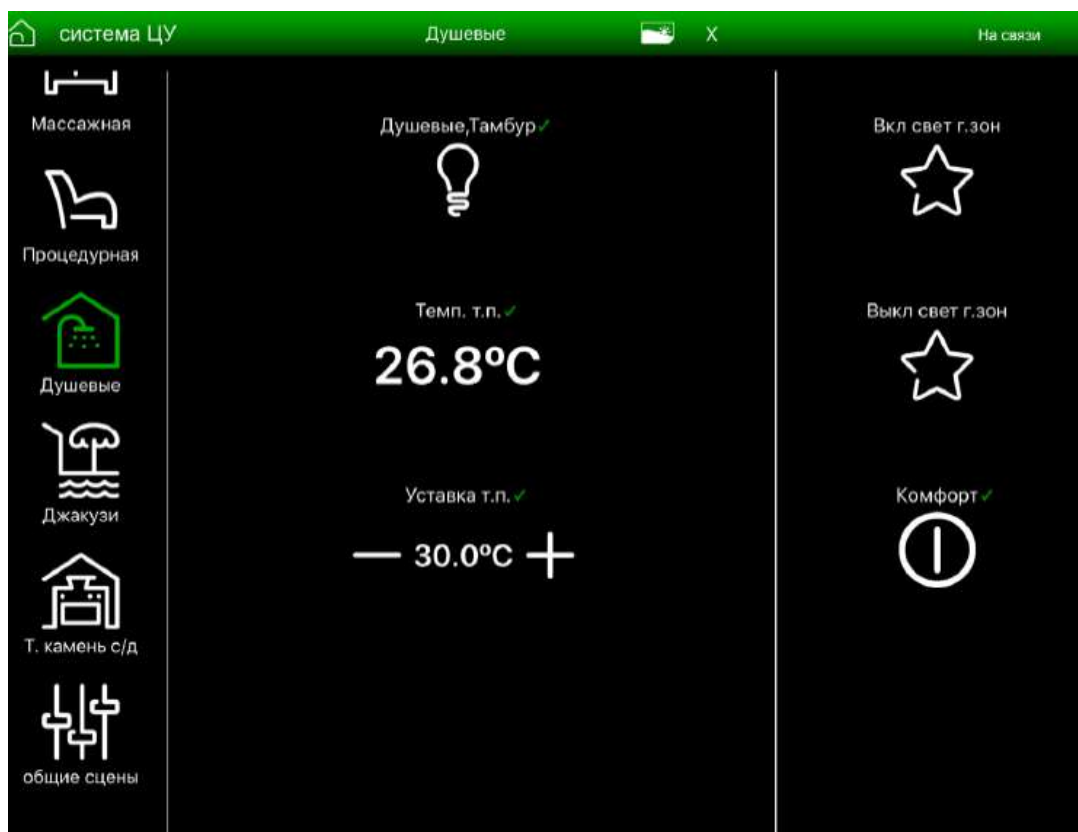 система ЦУ
Душевые
X
На связи
Массажная
Процедурная
Душевые
Джакузи
Т. камень с/д
общие сцены
Душевые,Тамбур✓
Темп. т.п.✓
26.8ºC
Уставка т.п.✓
— 30.0ºC +
Вкл свет г.зон
Выкл свет г.зон
Комфорт✓